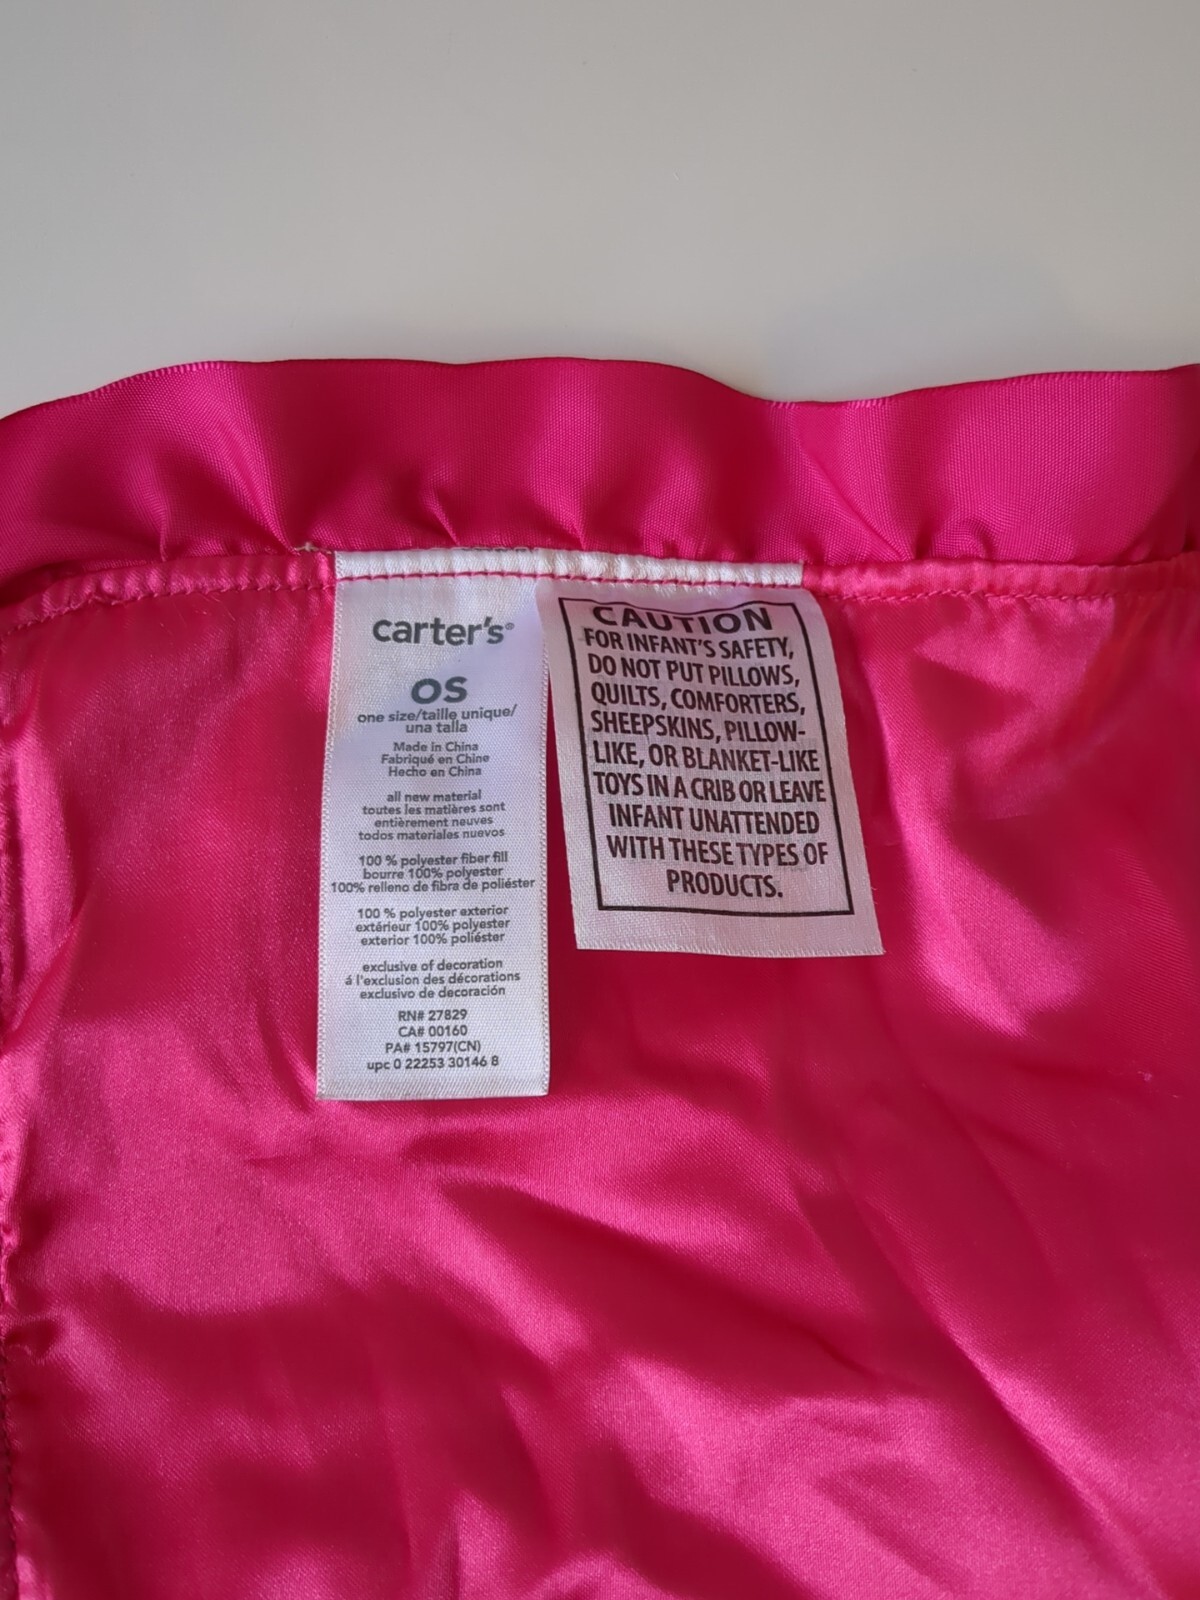 carter's®
OS
one size/taille unique/
una talla
Made in China
Fabriqué en Chine
Hecho en China
all new material
toutes les matières sont
entièrement neuves
todos materiales nuevos
100 % polyester fiber fill
bourre 100% polyester
100% relleno de fibra de poliéster
100 % polyester exterior
extérieur 100% polyester
exterior 100% poliéster
exclusive of decoration
á l'exclusion des décorations
exclusivo de decoración
RN# 27829
CA# 00160
PA# 15797(CN)
upc 0 22253 30146 8
CAUTION
FOR INFANT'S SAFETY,
DO NOT PUT PILLOWS,
QUILTS, COMFORTERS,
SHEEPSKINS, PILLOW-
LIKE, OR BLANKET-LIKE
TOYS IN A CRIB OR LEAVE
INFANT UNATTENDED
WITH THESE TYPES OF
PRODUCTS.